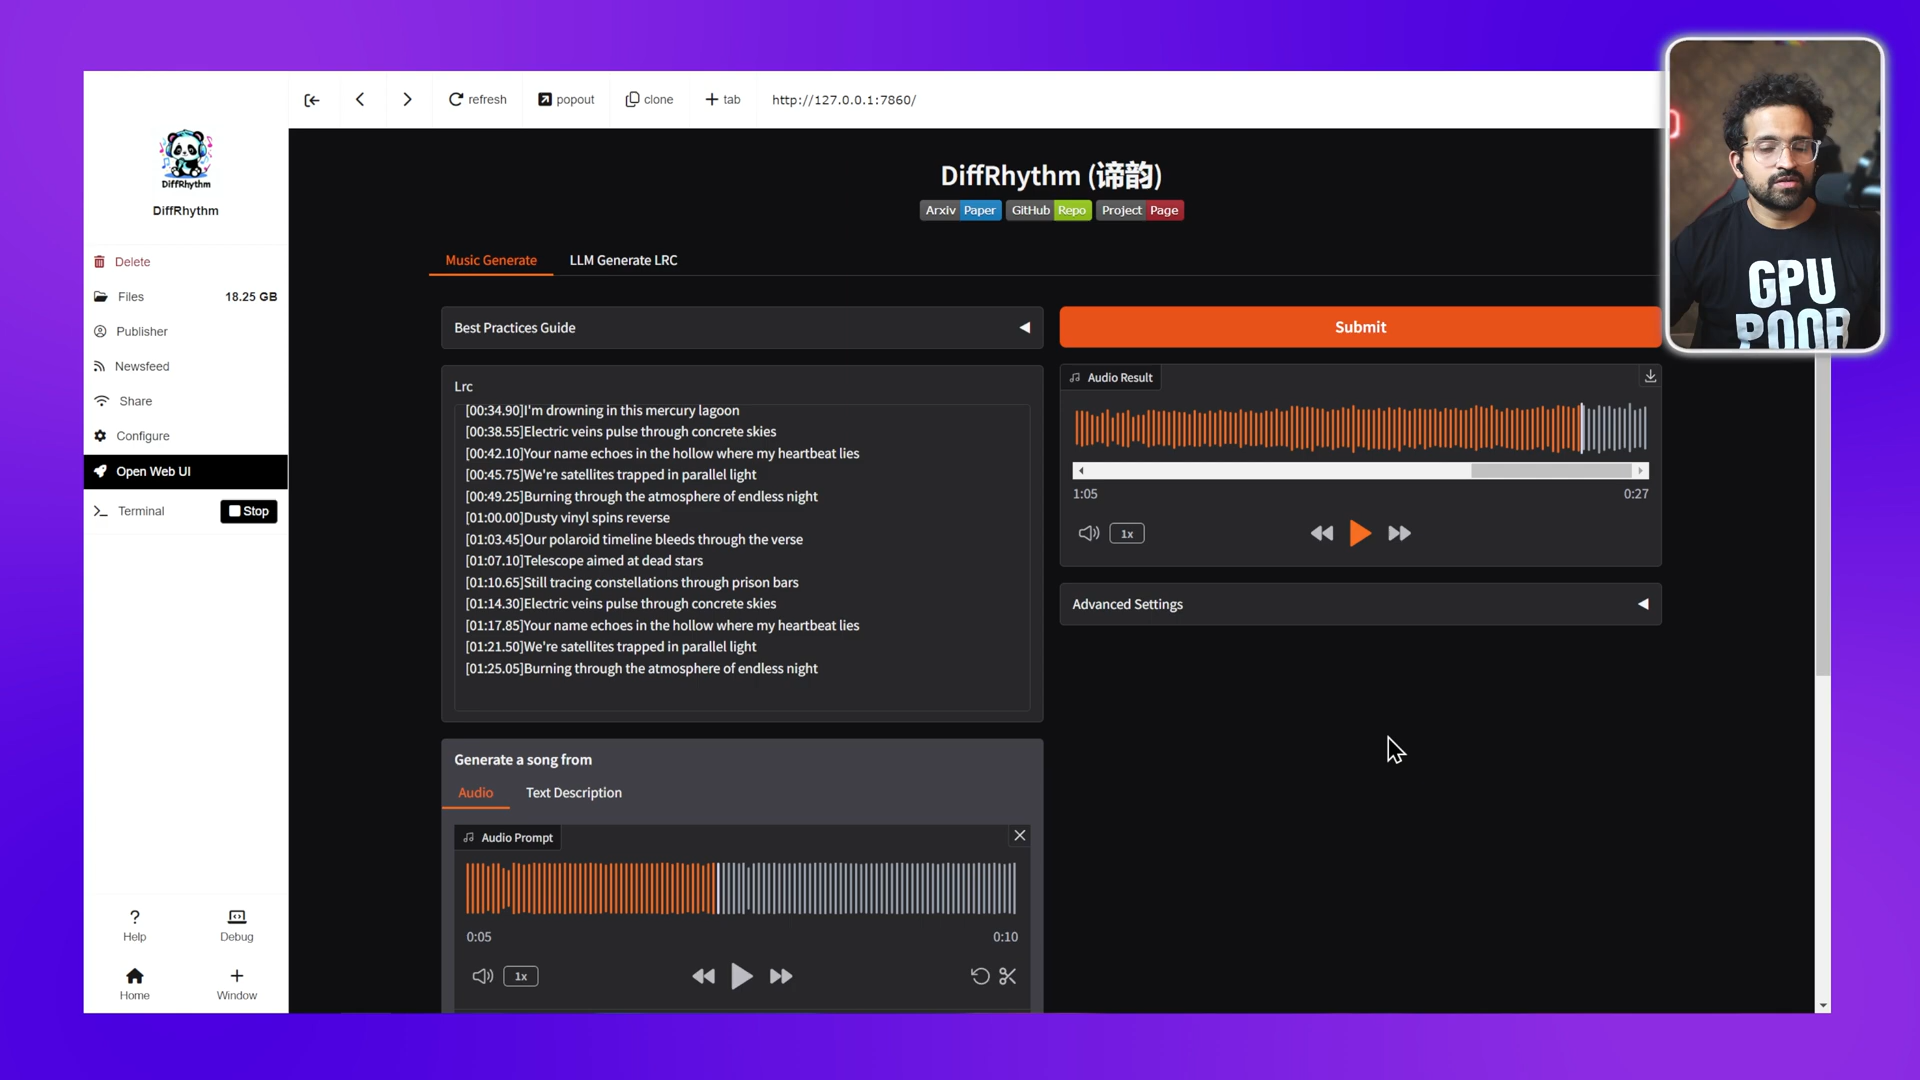 refresh
popout
clone
tab
http://127.0.0.1:7860/
DiffRhythm
DiffRhythm
Delete
Files 18.25 GB
Publisher
Newsfeed
Share
Configure
Open Web UI
Terminal Stop
Help Debug
Home Window
DiffRhythm (谛韵)
Arxiv Paper GitHub Repo Project Page
Music Generate LLM Generate LRC
Best Practices Guide
Lrc
[00:34.90]I'm drowning in this mercury lagoon
[00:38.55]Electric veins pulse through concrete skies
[00:42.10]Your name echoes in the hollow where my heartbeat lies
[00:45.75]We're satellites trapped in parallel light
[00:49.25]Burning through the atmosphere of endless night
[01:00.00]Dusty vinyl spins reverse
[01:03.45]Our polaroid timeline bleeds through the verse
[01:07.10]Telescope aimed at dead stars
[01:10.65]Still tracing constellations through prison bars
[01:14.30]Electric veins pulse through concrete skies
[01:17.85]Your name echoes in the hollow where my heartbeat lies
[01:21.50]We're satellites trapped in parallel light
[01:25.05]Burning through the atmosphere of endless night
Generate a song from
Audio Text Description
Audio Prompt
0:05 0:10
1x
Submit
Audio Result
1:05 0:27
1x
Advanced Settings
GPU
POOR